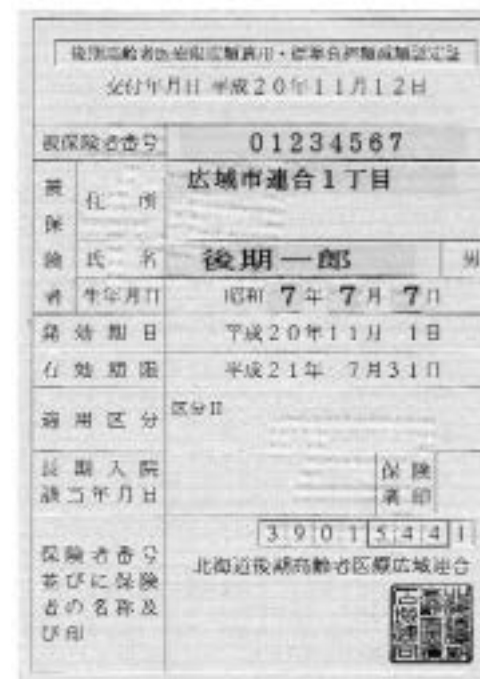 後期高齢者医療限度額適用・標準負担額減額認定証
交付年月日 平成20年11月12日
被保険者番号 01234567
被保険者
住所 広域市連合1丁目
氏名 後期一郎 男
生年月日 昭和 7年 7月 7日
発効期日 平成20年11月 1日
有効期限 平成21年 7月31日
適用区分 区分II
長期入院
該当年月日
保険
者印
保険者番号
並びに保険
者の名称及
び印
39015441
北海道後期高齢者医療広域連合